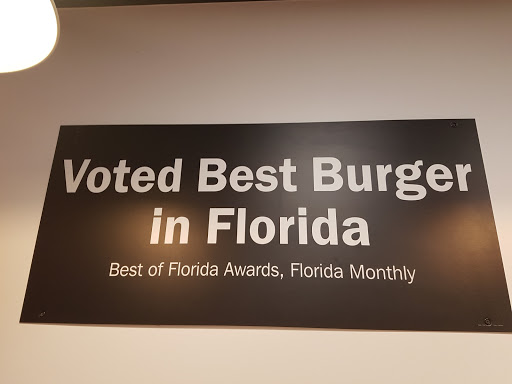 Voted Best Burger
in Florida
Best of Florida Awards, Florida Monthly